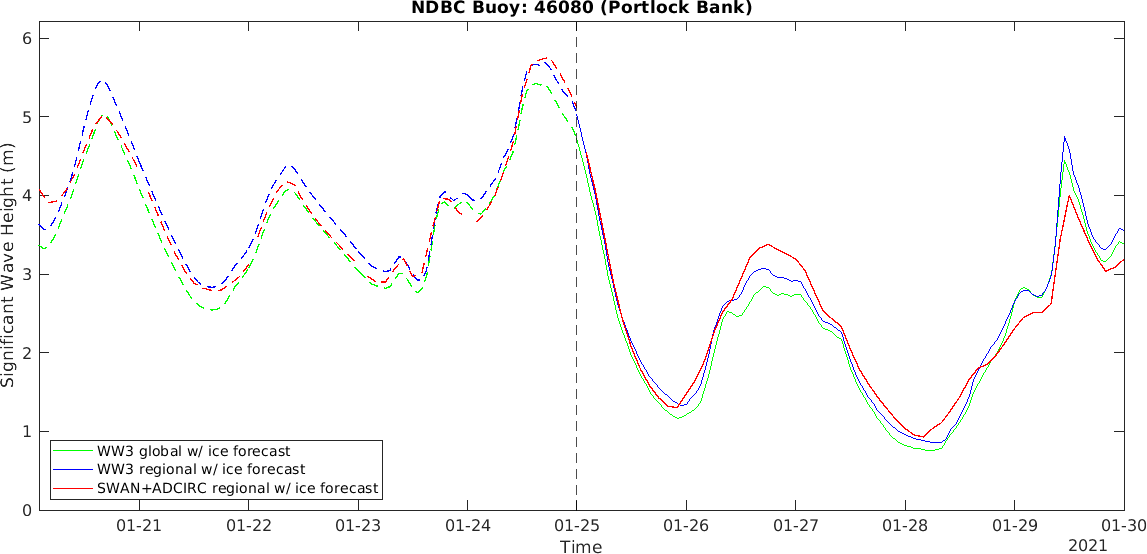 NDBC Buoy: 46080 (Portlock Bank)
Significant Wave Height (m)
6
5
4
3
2
1
0
WW3 global w/ ice forecast
WW3 regional w/ ice forecast
SWAN+ADCIRC regional w/ ice forecast
01-21 01-22 01-23 01-24 01-25 01-26 01-27 01-28 01-29 01-30
Time
2021